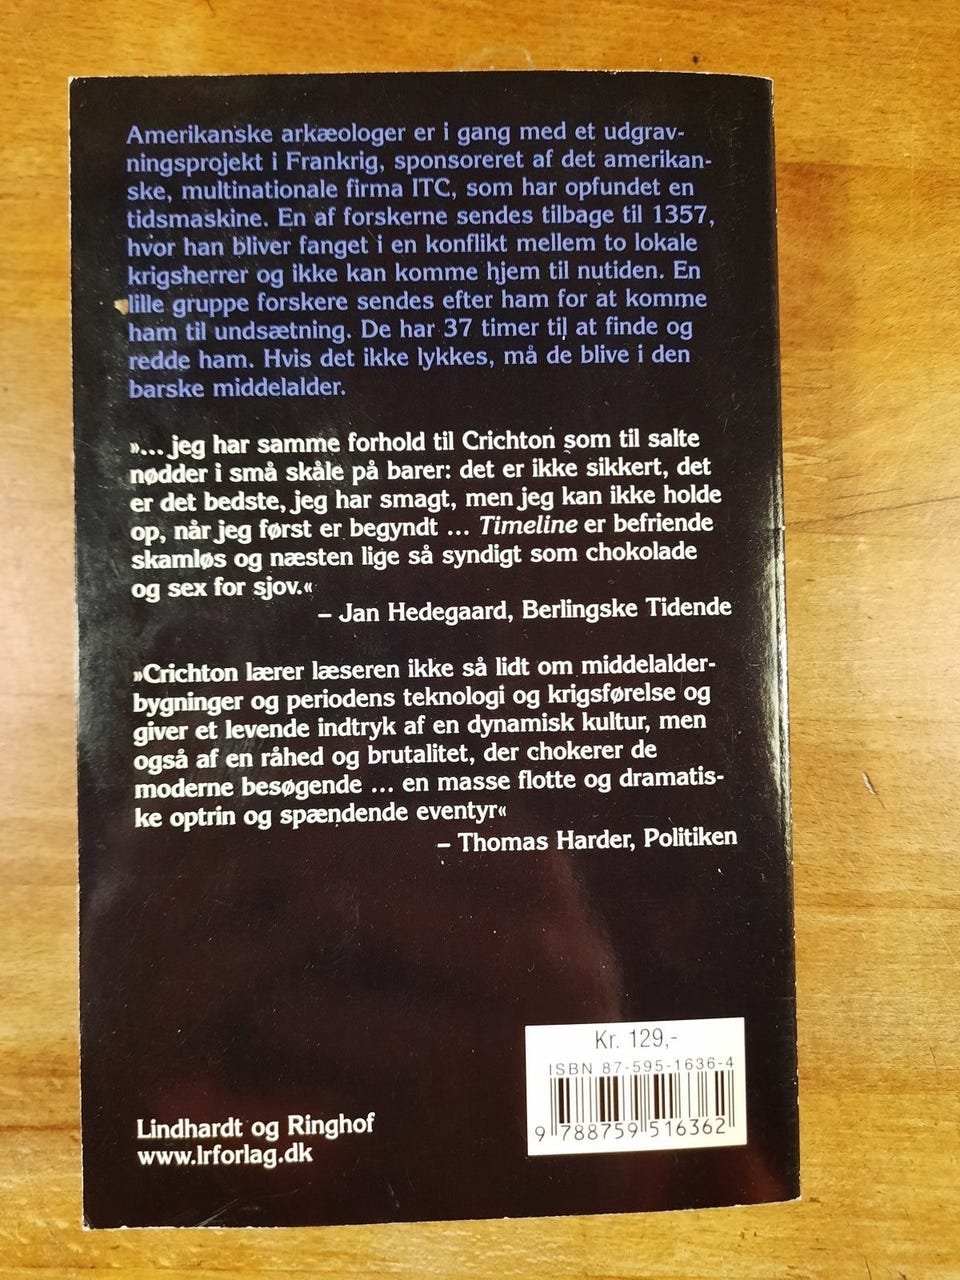 Amerikanske arkæologer er i gang med et udgrav-
ningsprojekt i Frankrig, sponsoreret af det amerikan-
ske, multinationale firma ITC, som har opfundet en
tidsmaskine. En af forskerne sendes tilbage til 1357,
hvor han bliver fanget i en konflikt mellem to lokale
krigsherrer og ikke kan komme hjem til nutiden. En
lille gruppe forskere sendes efter ham for at komme
ham til undsætning. De har 37 timer til at finde og
redde ham. Hvis det ikke lykkes, må de blive i den
barske middelalder.
»... jeg har samme forhold til Crichton som til salte
nødder i små skåle på barer: det er ikke sikkert, det
er det bedste, jeg har smagt, men jeg kan ikke holde
op, når jeg først er begyndt ... Timeline er befriende
skamløs og næsten lige så syndigt som chokolade
og sex for sjov.«
– Jan Hedegaard, Berlingske Tidende
»Crichton lærer læseren ikke så lidt om middelalder-
bygninger og periodens teknologi og krigsførelse og
giver et levende indtryk af en dynamisk kultur, men
også af en råhed og brutalitet, der chokerer de
moderne besøgende ... en masse flotte og dramatis-
ke optrin og spændende eventyr«
– Thomas Harder, Politiken
Kr. 129,-
ISBN 87-595-1636-4
9 788759 516362
Lindhardt og Ringhof
www.lrforlag.dk